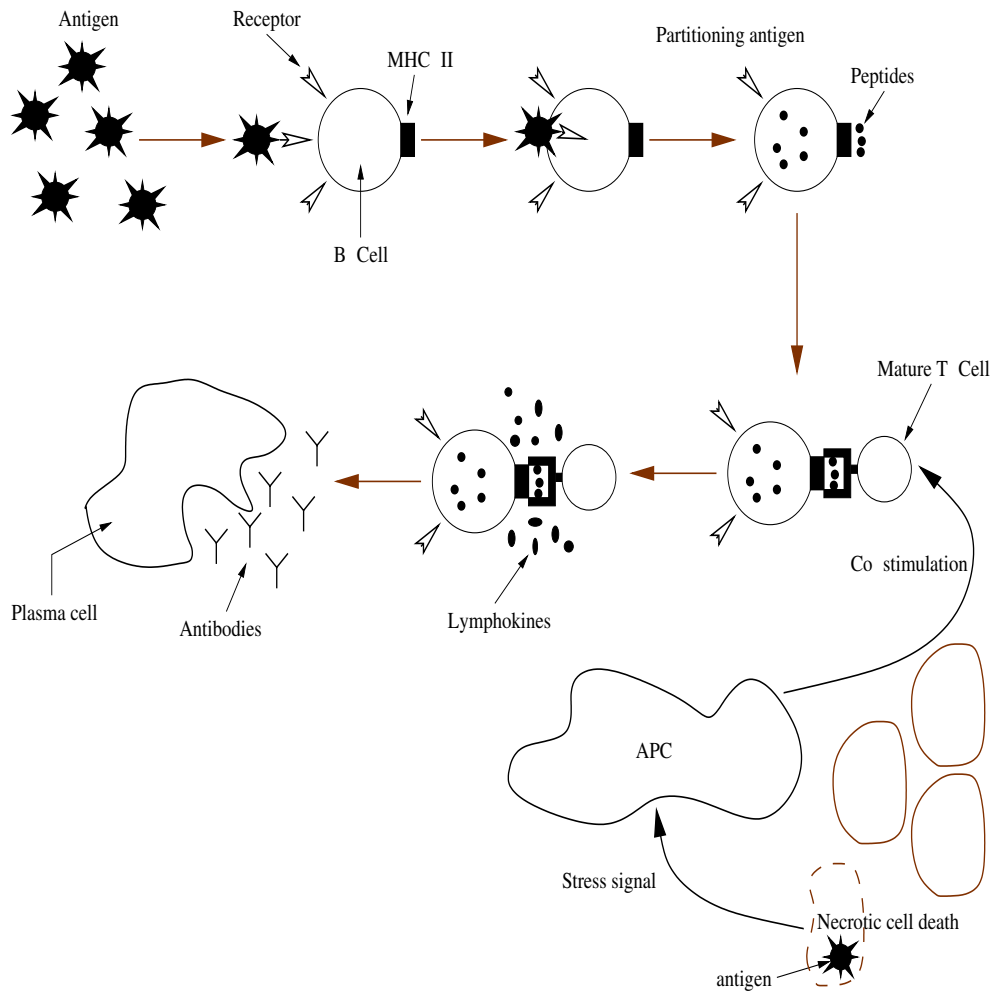 Antigen
Receptor
MHC II
Partitioning antigen
Peptides
B Cell
Mature T Cell
Co stimulation
Plasma cell
Antibodies
Lymphokines
APC
Stress signal
Necrotic cell death
antigen